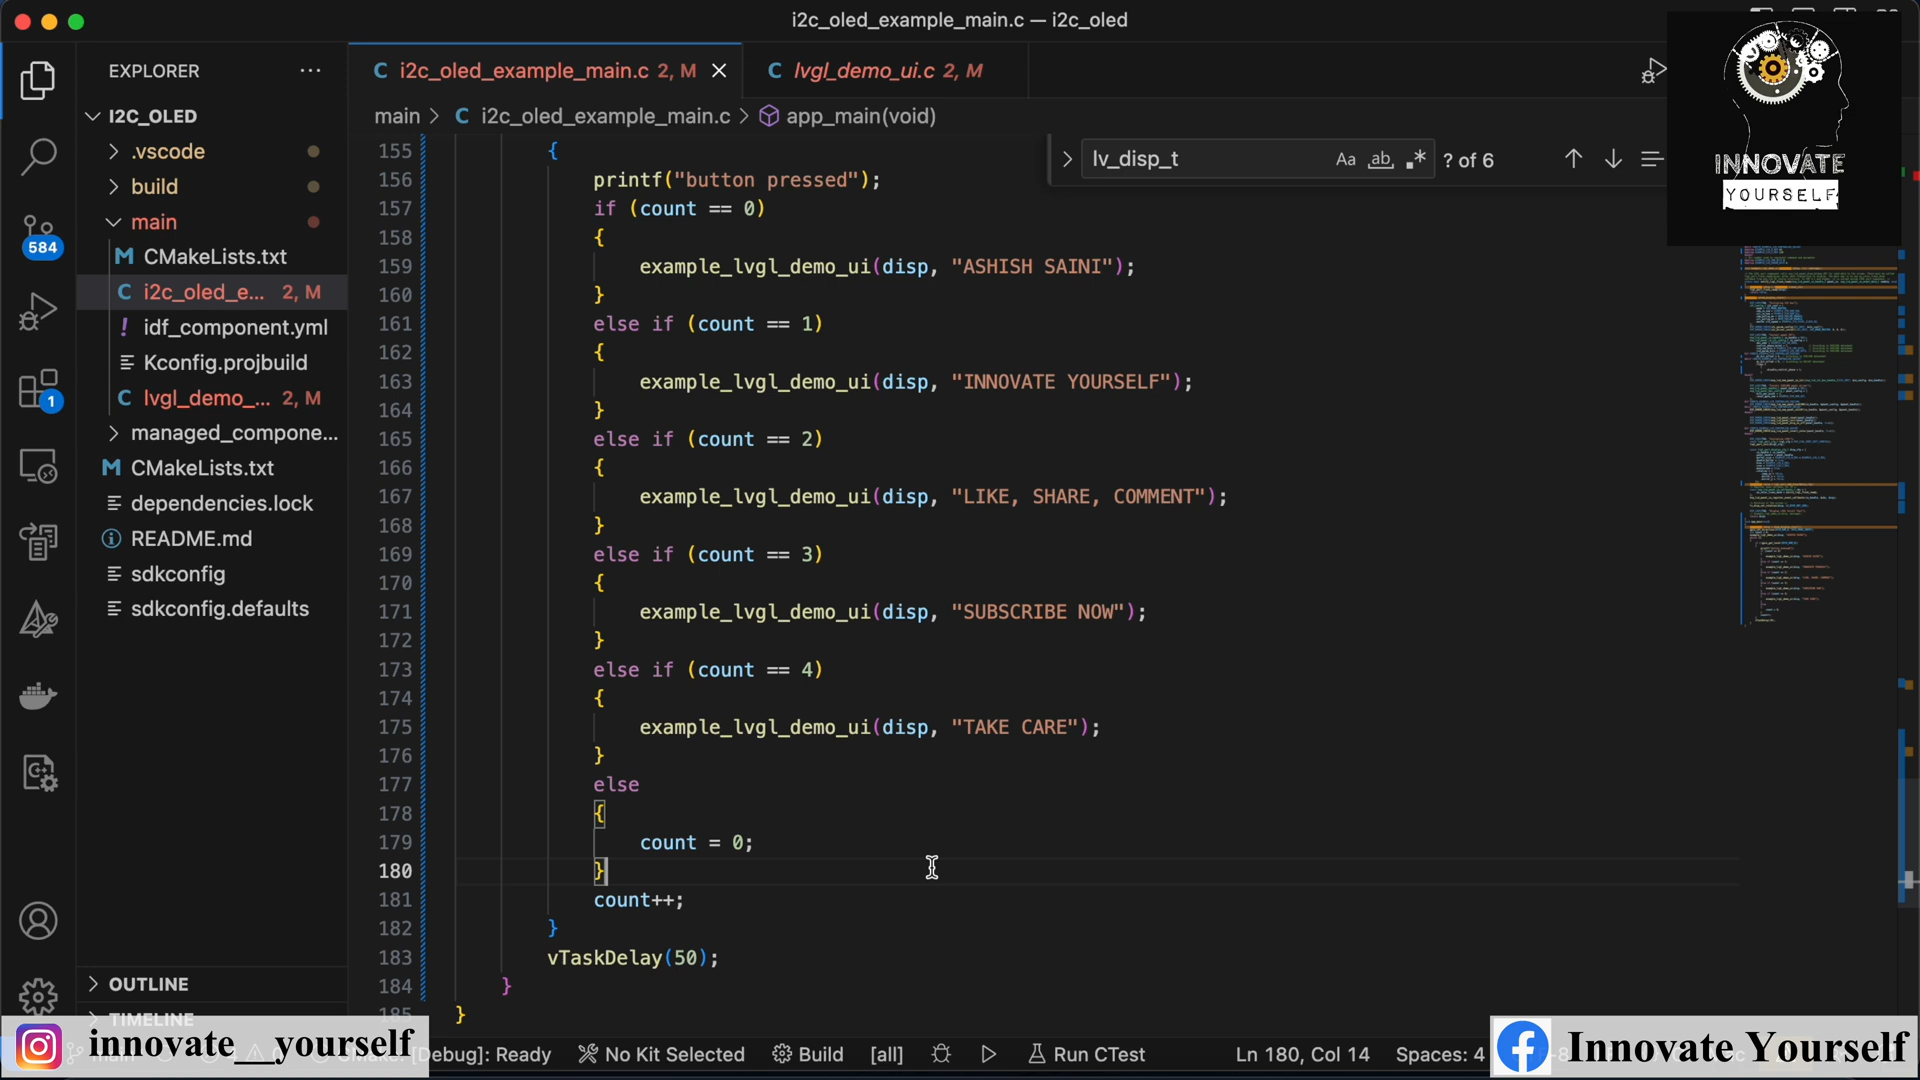 i2c_oled_example_main.c — i2c_oled
EXPLORER
i2c_oled_example_main.c 2, M
lvgl_demo_ui.c 2, M
main > C i2c_oled_example_main.c > app_main(void)
lv_disp_t
Aa ab .*
? of 6
INNOVATE
YOURSELF
I2C_OLED
.vscode
build
main
CMakeLists.txt
i2c_oled_e... 2, M
idf_component.yml
Kconfig.projbuild
lvgl_demo_... 2, M
managed_compone...
CMakeLists.txt
dependencies.lock
README.md
sdkconfig
sdkconfig.defaults
584
1
155 {
156 printf("button pressed");
157 if (count == 0)
158 {
159 example_lvgl_demo_ui(disp, "ASHISH SAINI");
160 }
161 else if (count == 1)
162 {
163 example_lvgl_demo_ui(disp, "INNOVATE YOURSELF");
164 }
165 else if (count == 2)
166 {
167 example_lvgl_demo_ui(disp, "LIKE, SHARE, COMMENT");
168 }
169 else if (count == 3)
170 {
171 example_lvgl_demo_ui(disp, "SUBSCRIBE NOW");
172 }
173 else if (count == 4)
174 {
175 example_lvgl_demo_ui(disp, "TAKE CARE");
176 }
177 else
178 {
179 count = 0;
180 }
181 count++;
182 }
183 vTaskDelay(50);
184 }
185 }
OUTLINE
TIMELINE
innovate__yourself
[Debug]: Ready
No Kit Selected
Build
[all]
Run CTest
Ln 180, Col 14
Spaces: 4
Innovate Yourself